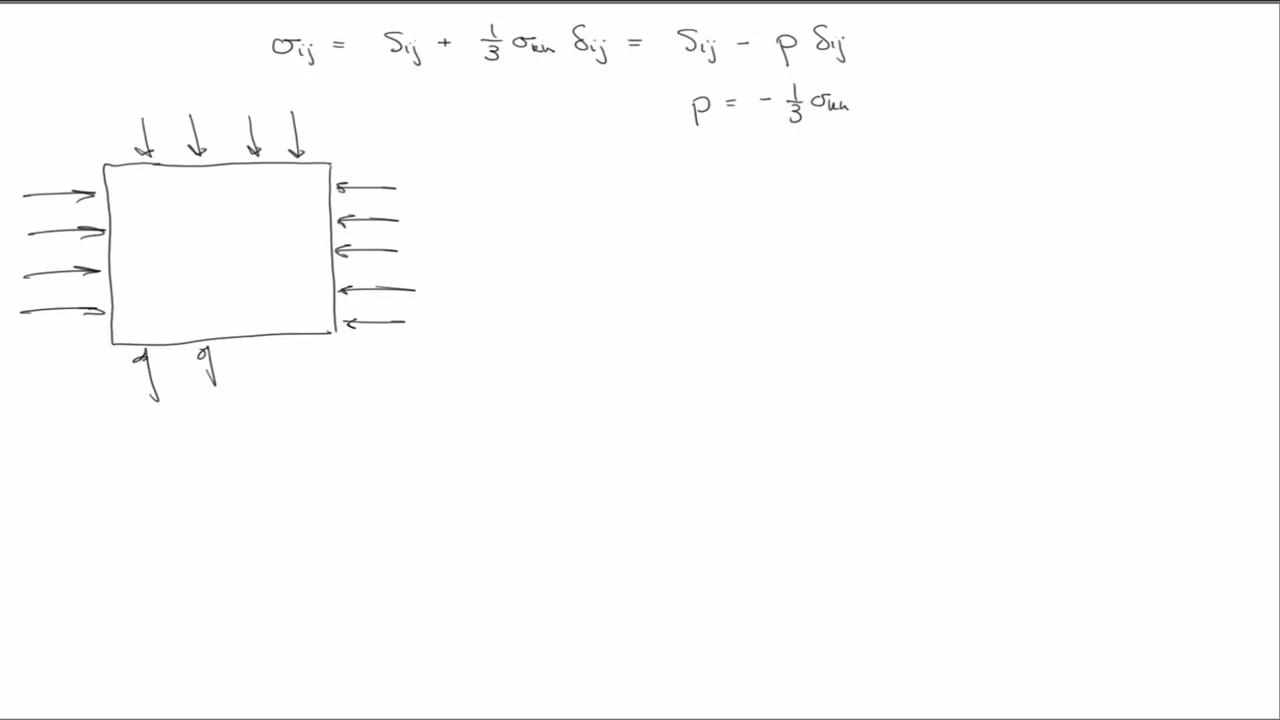 σij = Sij + 1/3 σkk δij = Sij - p δij
p = - 1/3 σkk